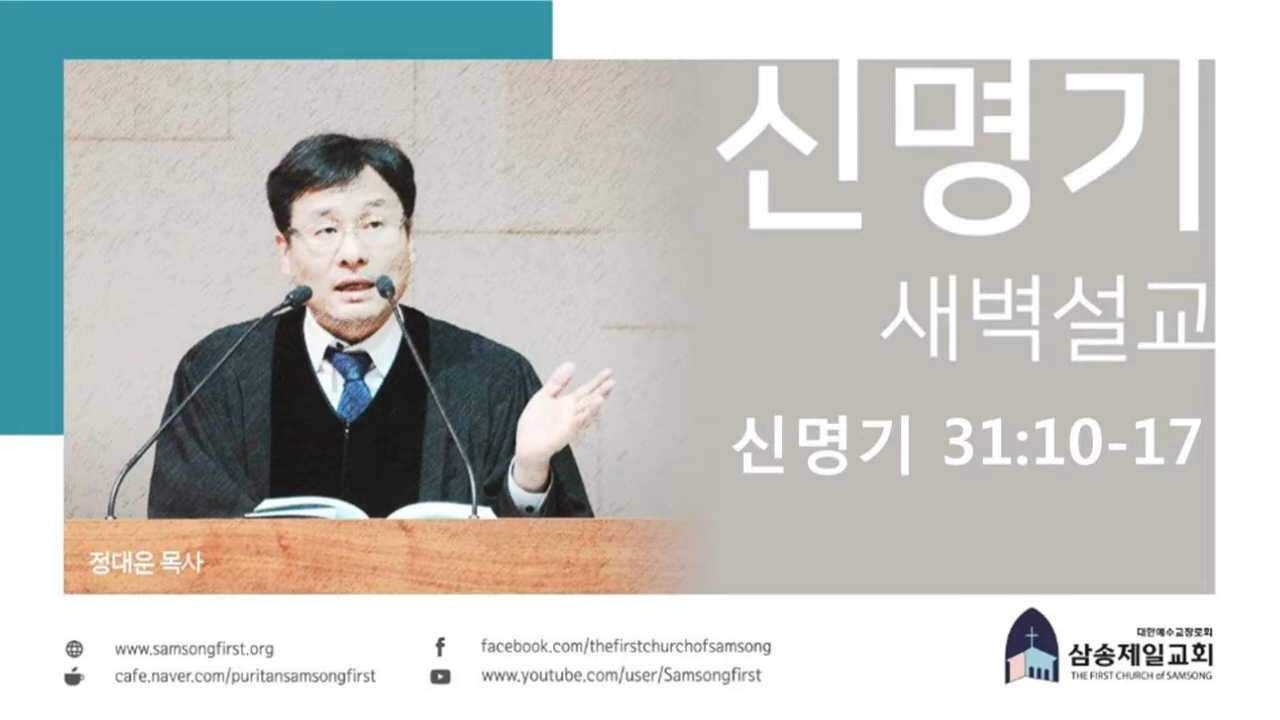 신명기
새벽설교
신명기 31:10-17
정대운 목사
www.samsongfirst.org
cafe.naver.com/puritansamsongfirst
facebook.com/thefirstchurchofsamsong
www.youtube.com/user/Samsongfirst
대한예수교장로회
삼송제일교회
THE FIRST CHURCH of SAMSONG